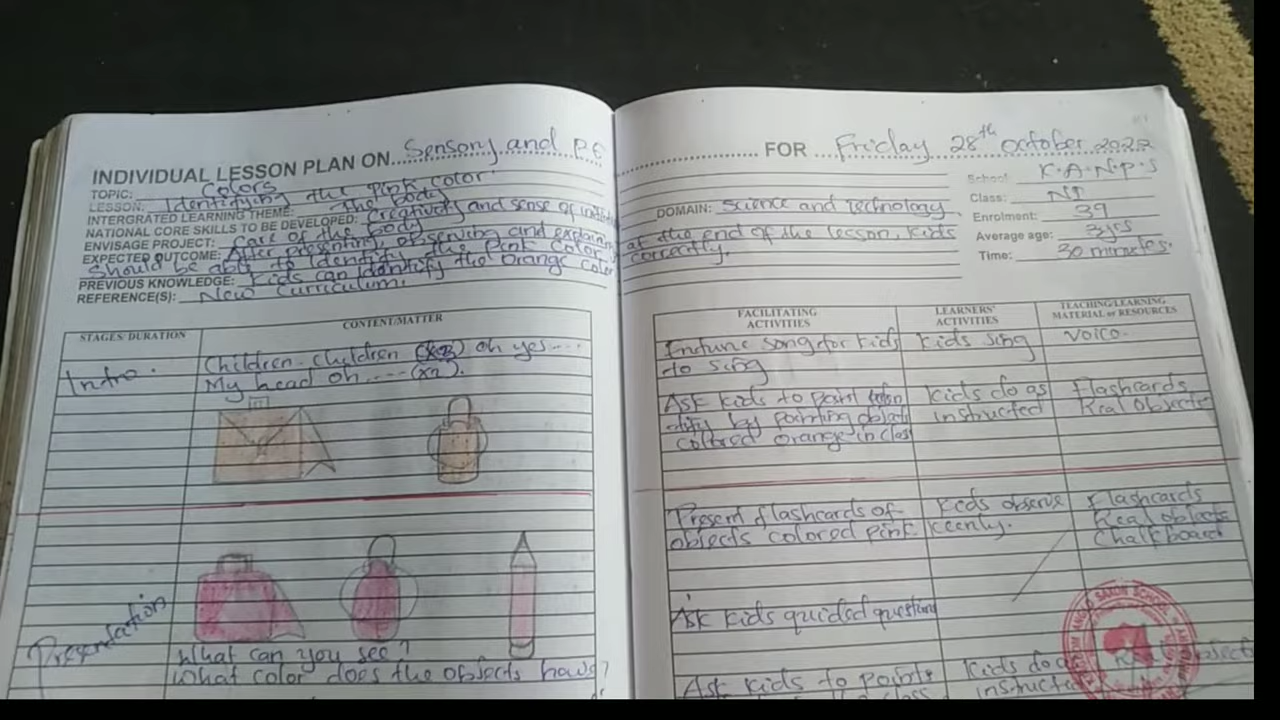 INDIVIDUAL LESSON PLAN ON Sensory and PE
TOPIC: Colors
LESSON: Identifying the pink color.
INTERGRATED LEARNING THEME: The body
NATIONAL CORE SKILLS TO BE DEVELOPED: Creativity and sense of
ENVISAGE PROJECT: Care of the body
EXPECTED OUTCOME: After presenting, observing and explaining
should be able to identify the pink color
PREVIOUS KNOWLEDGE: Kids can identify the orange color
REFERENCE(S): New Curriculum.
STAGES/DURATION
CONTENT/MATTER
Intro.
Children-children (x2) oh yes....
My head oh....(x2).
Presentation
What can you see?
What color does the objects have?
FOR Friday 28th October 2022
DOMAIN: Science and technology
at the end of the lesson, kids
correctly.
School: K.A.N.P.S
Class:
Enrolment: 39
Average age: 3yrs
Time: 30 minutes.
FACILITATING ACTIVITIES
LEARNERS' ACTIVITIES
TEACHING/LEARNING MATERIAL or RESOURCES
Intune song for kids
to sing
Kids sing
Voice.
Ask kids to
by pointing objects
colored orange in class
Kids do as
instructed
flashcards
Real objects
Present flashcards of
objects colored pink
Kids observe
keenly.
flashcards
Real objects
Chalkboard
Ask kids guided question
Ask kids to point
Kids do as
instructed